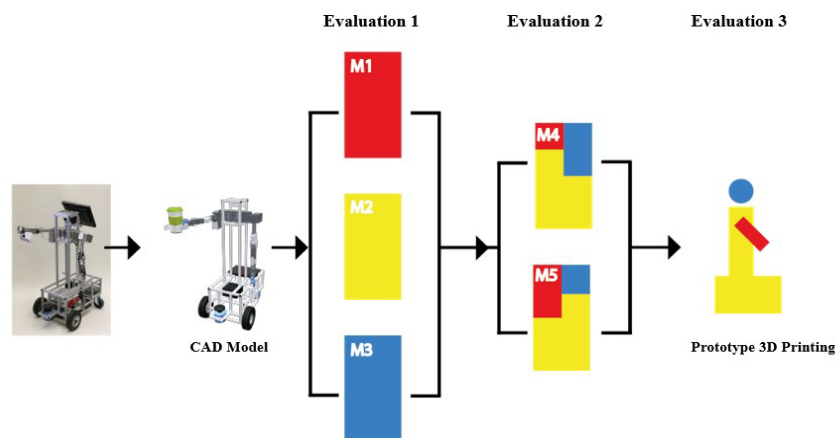 Evaluation 1
Evaluation 2
Evaluation 3
M1
M2
M3
M4
M5
CAD Model
Prototype 3D Printing